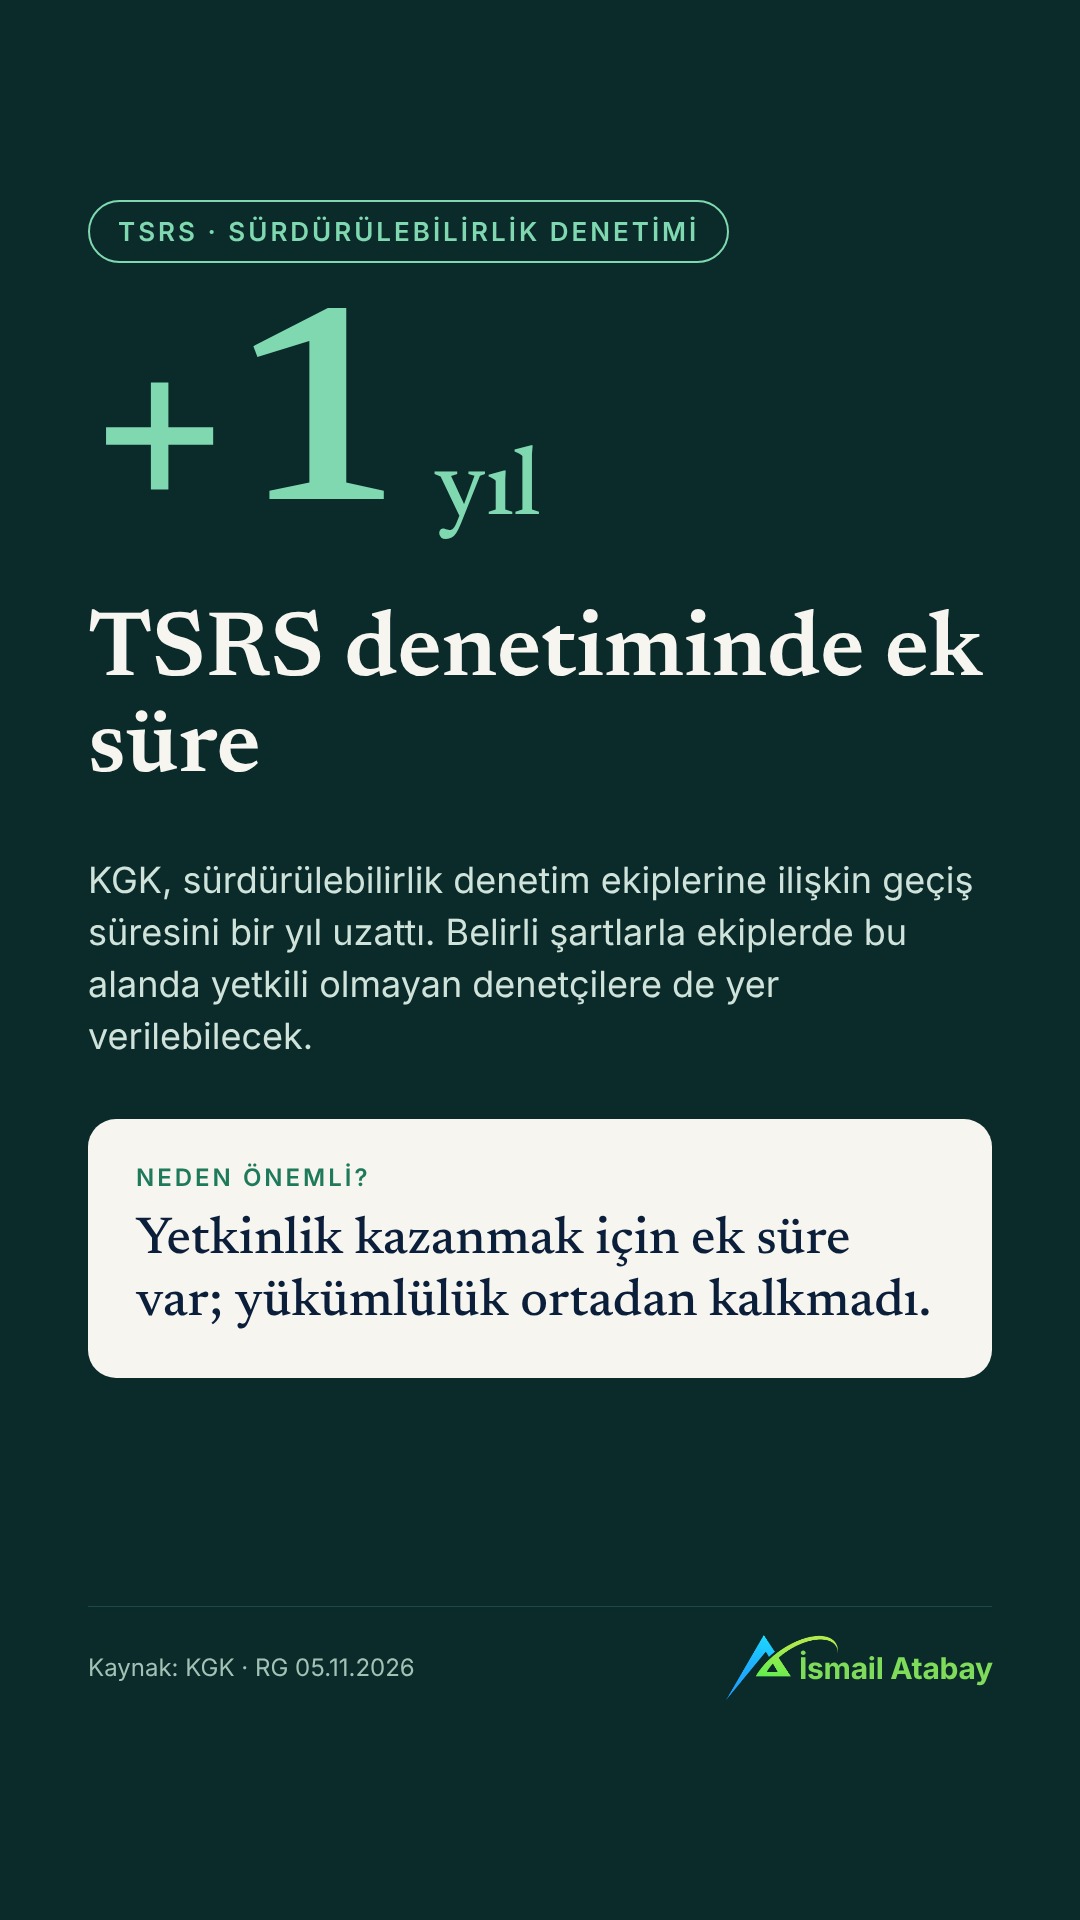 TSRS · SÜRDÜRÜLEBİLİRLİK DENETİMİ
+1 yıl
TSRS denetiminde ek
süre
KGK, sürdürülebilirlik denetim ekiplerine ilişkin geçiş
süresini bir yıl uzattı. Belirli şartlarla ekiplerde bu
alanda yetkili olmayan denetçilere de yer
verilebilecek.
NEDEN ÖNEMLİ?
Yetkinlik kazanmak için ek süre
var; yükümlülük ortadan kalkmadı.
Kaynak: KGK · RG 05.11.2026
İsmail Atabay